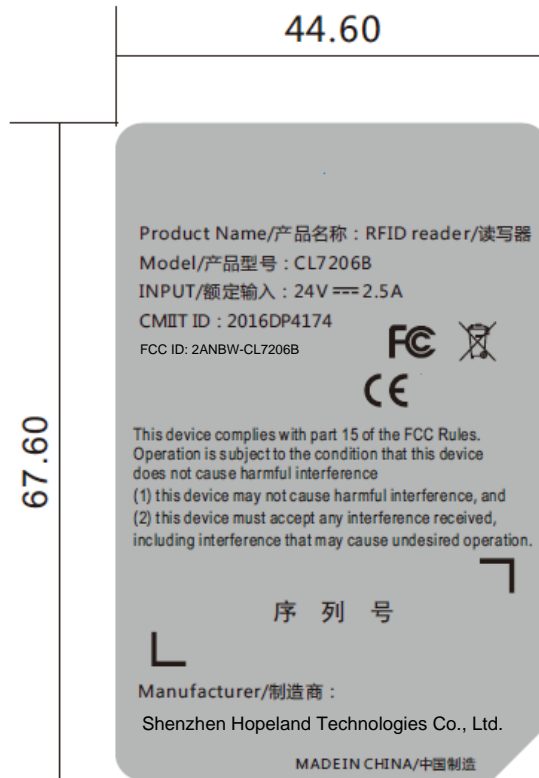 44.60
67.60
Product Name/产品名称：RFID reader/读写器
Model/产品型号：CL7206B
INPUT/额定输入：24V⎓2.5A
CMIIT ID：2016DP4174
FCC ID: 2ANBW-CL7206B
FC
CE
This device complies with part 15 of the FCC Rules.
Operation is subject to the condition that this device
does not cause harmful interference
(1) this device may not cause harmful interference, and
(2) this device must accept any interference received,
including interference that may cause undesired operation.
序 列 号
Manufacturer/制造商：
Shenzhen Hopeland Technologies Co., Ltd.
MADEIN CHINA/中国制造